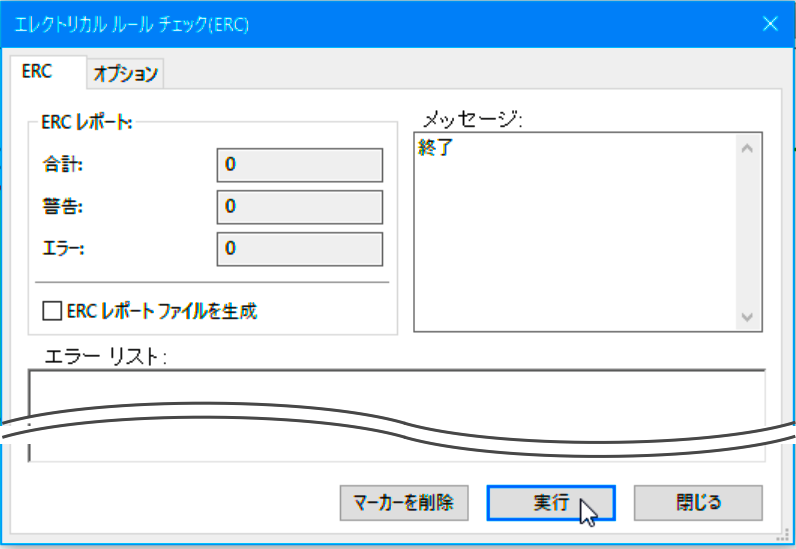 エレクトリカル ルール チェック(ERC)
ERC
オプション
ERC レポート:
合計:
0
警告:
0
エラー:
0
ERC レポート ファイルを生成
メッセージ:
終了
エラー リスト:
マーカーを削除
実行
閉じる